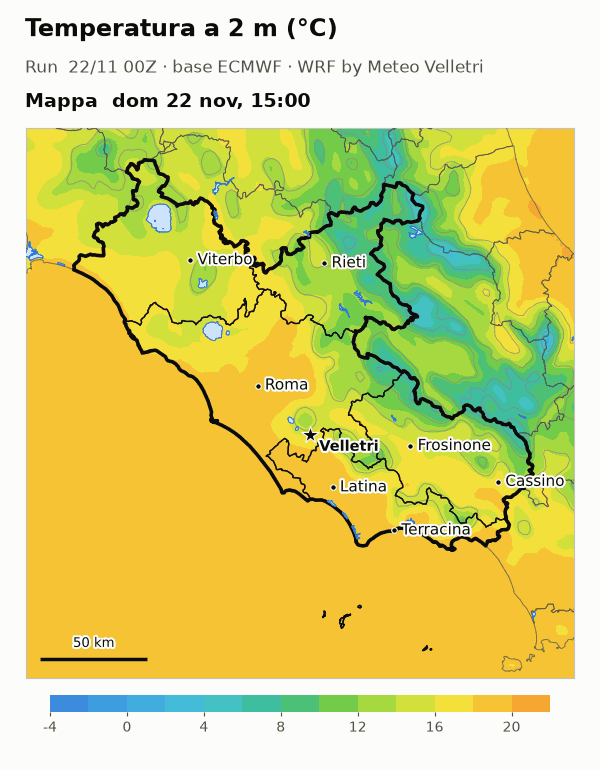 Temperatura a 2 m (°C)
Run 22/11 00Z · base ECMWF · WRF by Meteo Velletri
Mappa dom 22 nov, 15:00
Viterbo
Rieti
Roma
Velletri
Frosinone
Cassino
Latina
Terracina
50 km
-4 0 4 8 12 16 20